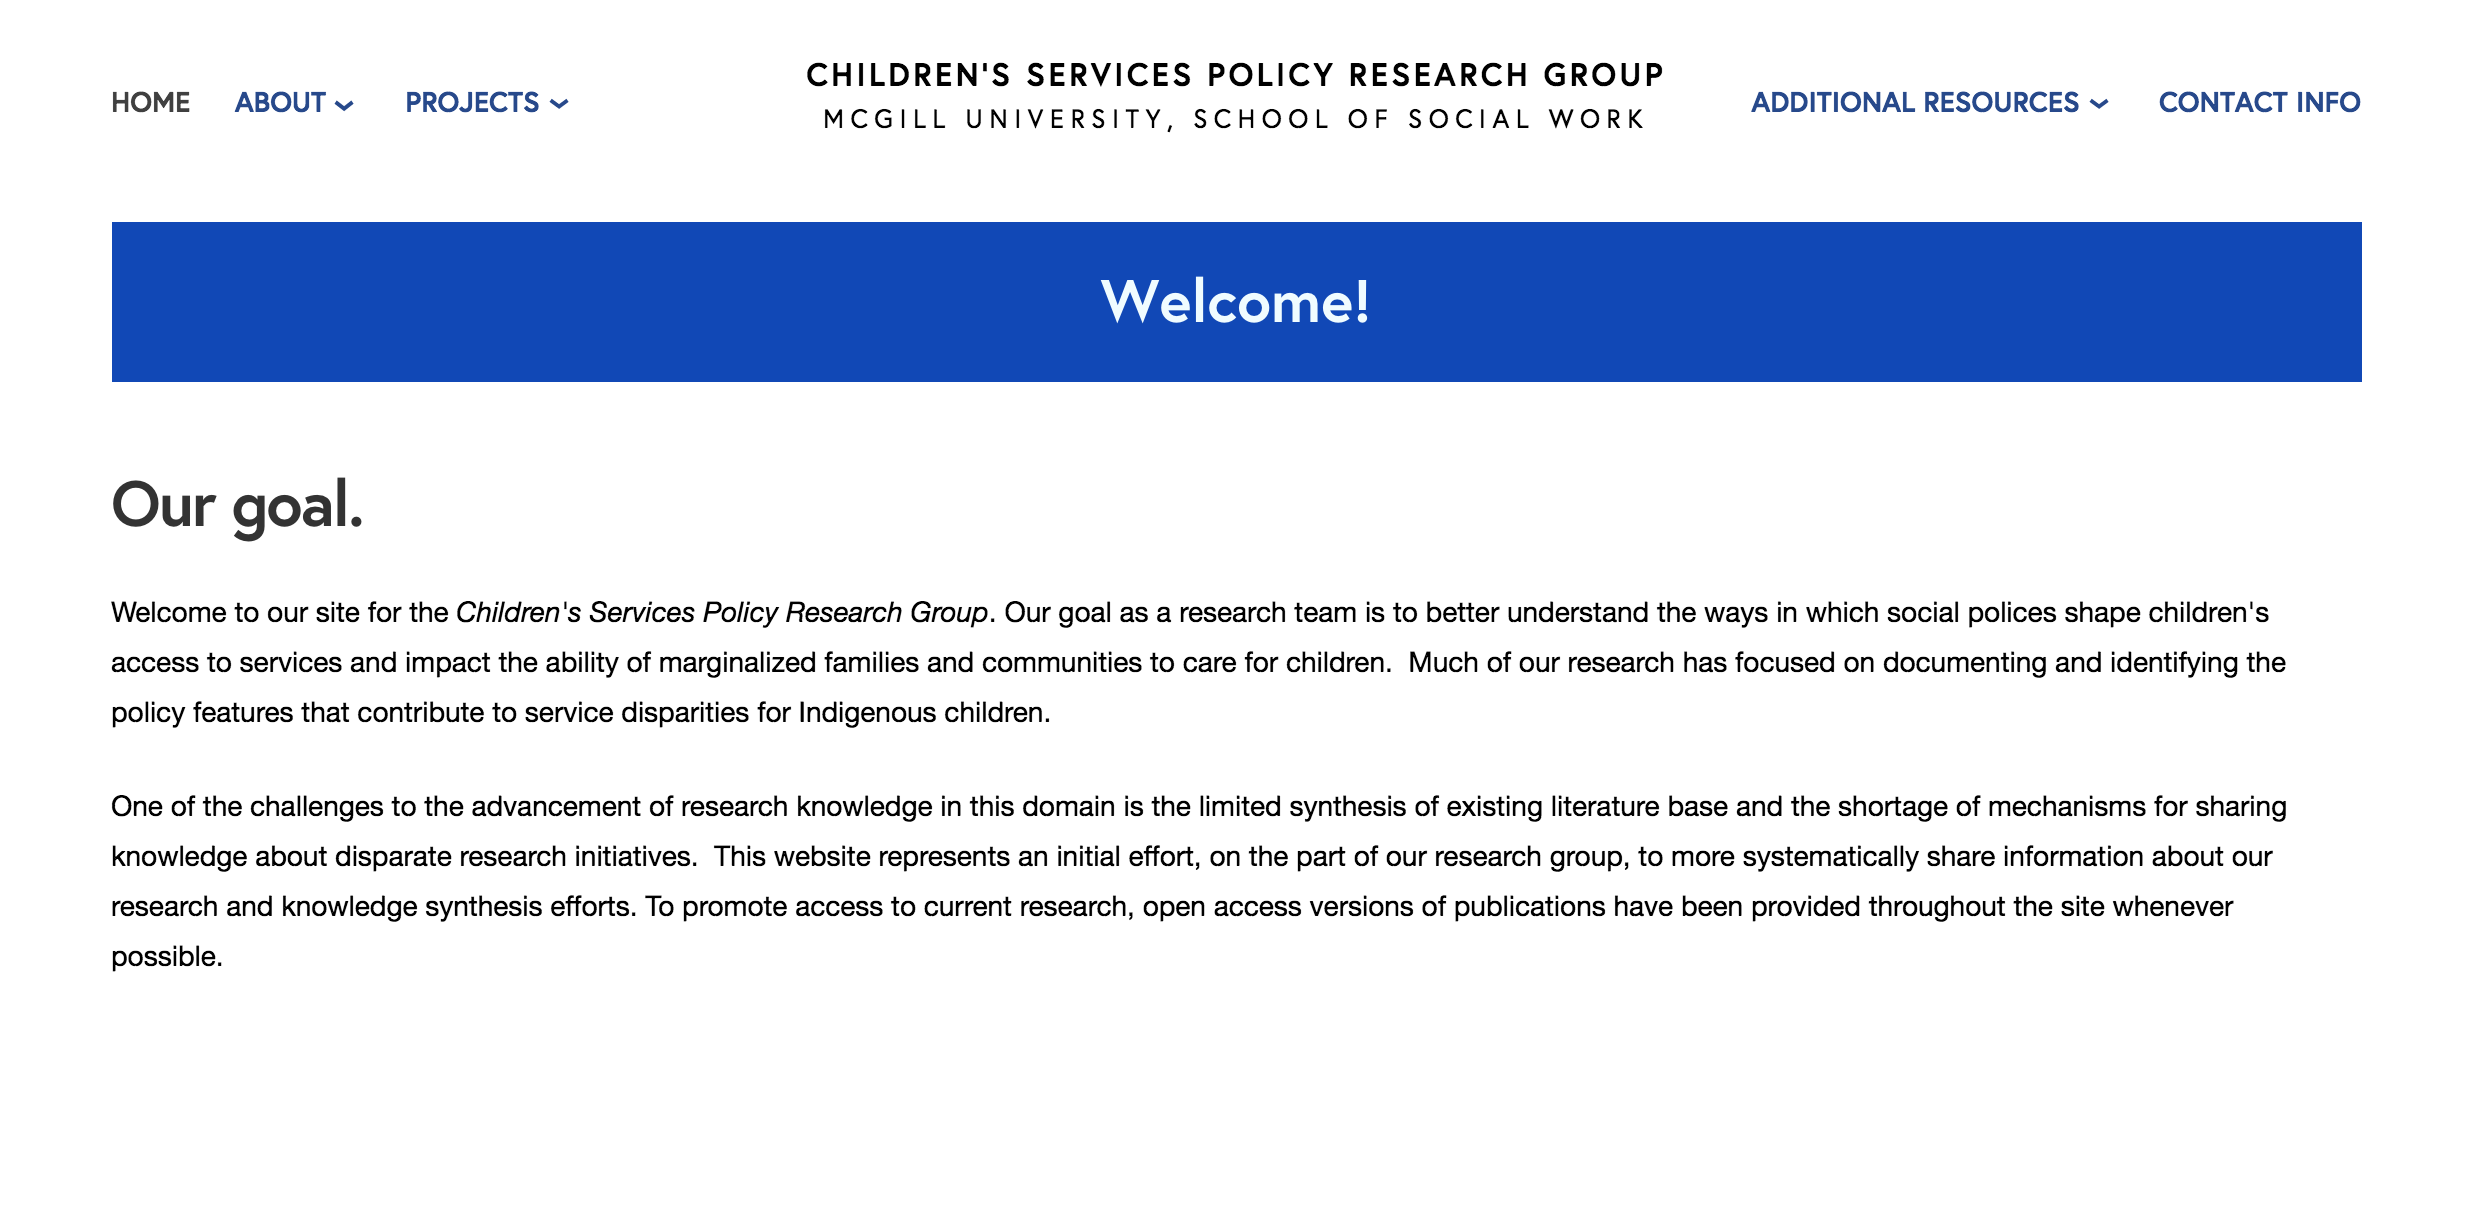 HOME ABOUT PROJECTS
CHILDREN'S SERVICES POLICY RESEARCH GROUP
MCGILL UNIVERSITY, SCHOOL OF SOCIAL WORK
ADDITIONAL RESOURCES CONTACT INFO
Welcome!
Our goal.
Welcome to our site for the Children's Services Policy Research Group. Our goal as a research team is to better understand the ways in which social polices shape children's
access to services and impact the ability of marginalized families and communities to care for children.  Much of our research has focused on documenting and identifying the
policy features that contribute to service disparities for Indigenous children.
One of the challenges to the advancement of research knowledge in this domain is the limited synthesis of existing literature base and the shortage of mechanisms for sharing
knowledge about disparate research initiatives.  This website represents an initial effort, on the part of our research group, to more systematically share information about our
research and knowledge synthesis efforts. To promote access to current research, open access versions of publications have been provided throughout the site whenever
possible.